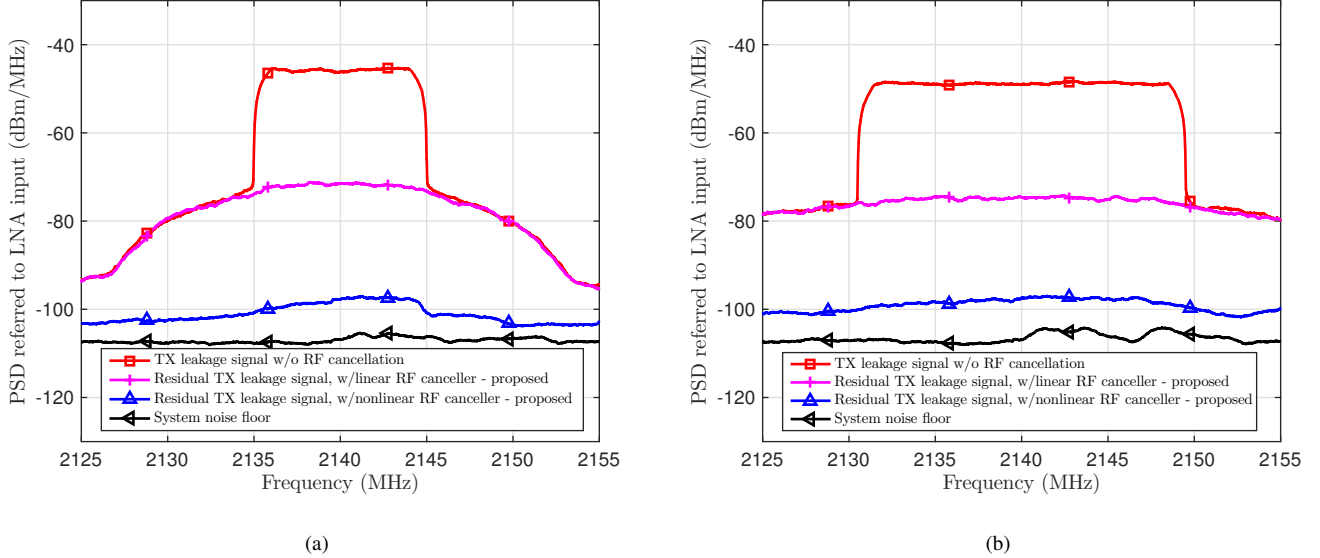 PSD referred to LNA input (dBm/MHz)
-40
-60
-80
-100
-120
TX leakage signal w/o RF cancellation
Residual TX leakage signal, w/linear RF canceller - proposed
Residual TX leakage signal, w/nonlinear RF canceller - proposed
System noise floor
2125 2130 2135 2140 2145 2150 2155
Frequency (MHz)
(a)
PSD referred to LNA input (dBm/MHz)
-40
-60
-80
-100
-120
TX leakage signal w/o RF cancellation
Residual TX leakage signal, w/linear RF canceller - proposed
Residual TX leakage signal, w/nonlinear RF canceller - proposed
System noise floor
2125 2130 2135 2140 2145 2150 2155
Frequency (MHz)
(b)